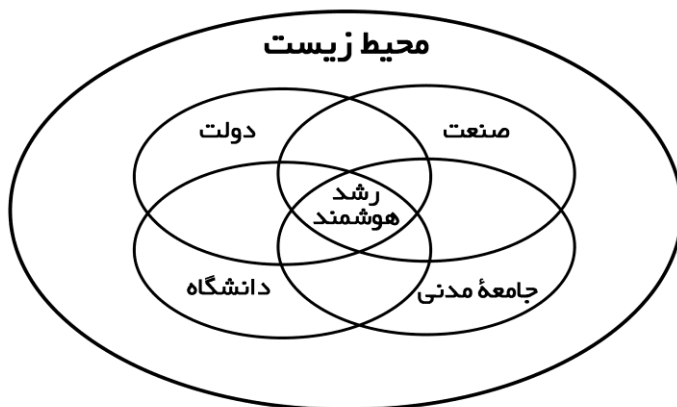 محیط زیست
صنعت
دولت
رشد
هوشمند
جامعهٔ مدنی
دانشگاه